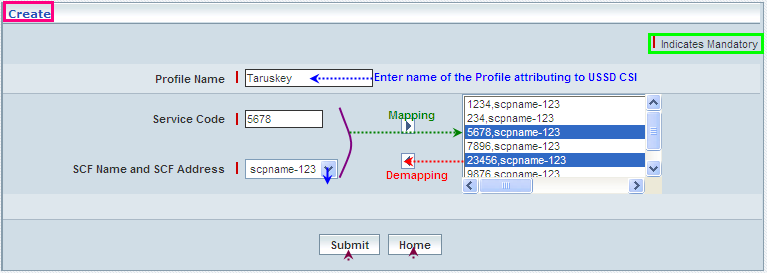 Create
Indicates Mandatory
Profile Name
Taruskey
Enter name of the Profile attributing to USSD CSI
Service Code
5678
Mapping
SCF Name and SCF Address
scpname-123
Demapping
1234,scpname-123
234,scpname-123
5678,scpname-123
7896,scpname-123
23456,scpname-123
9876,scpname-123
Submit
Home